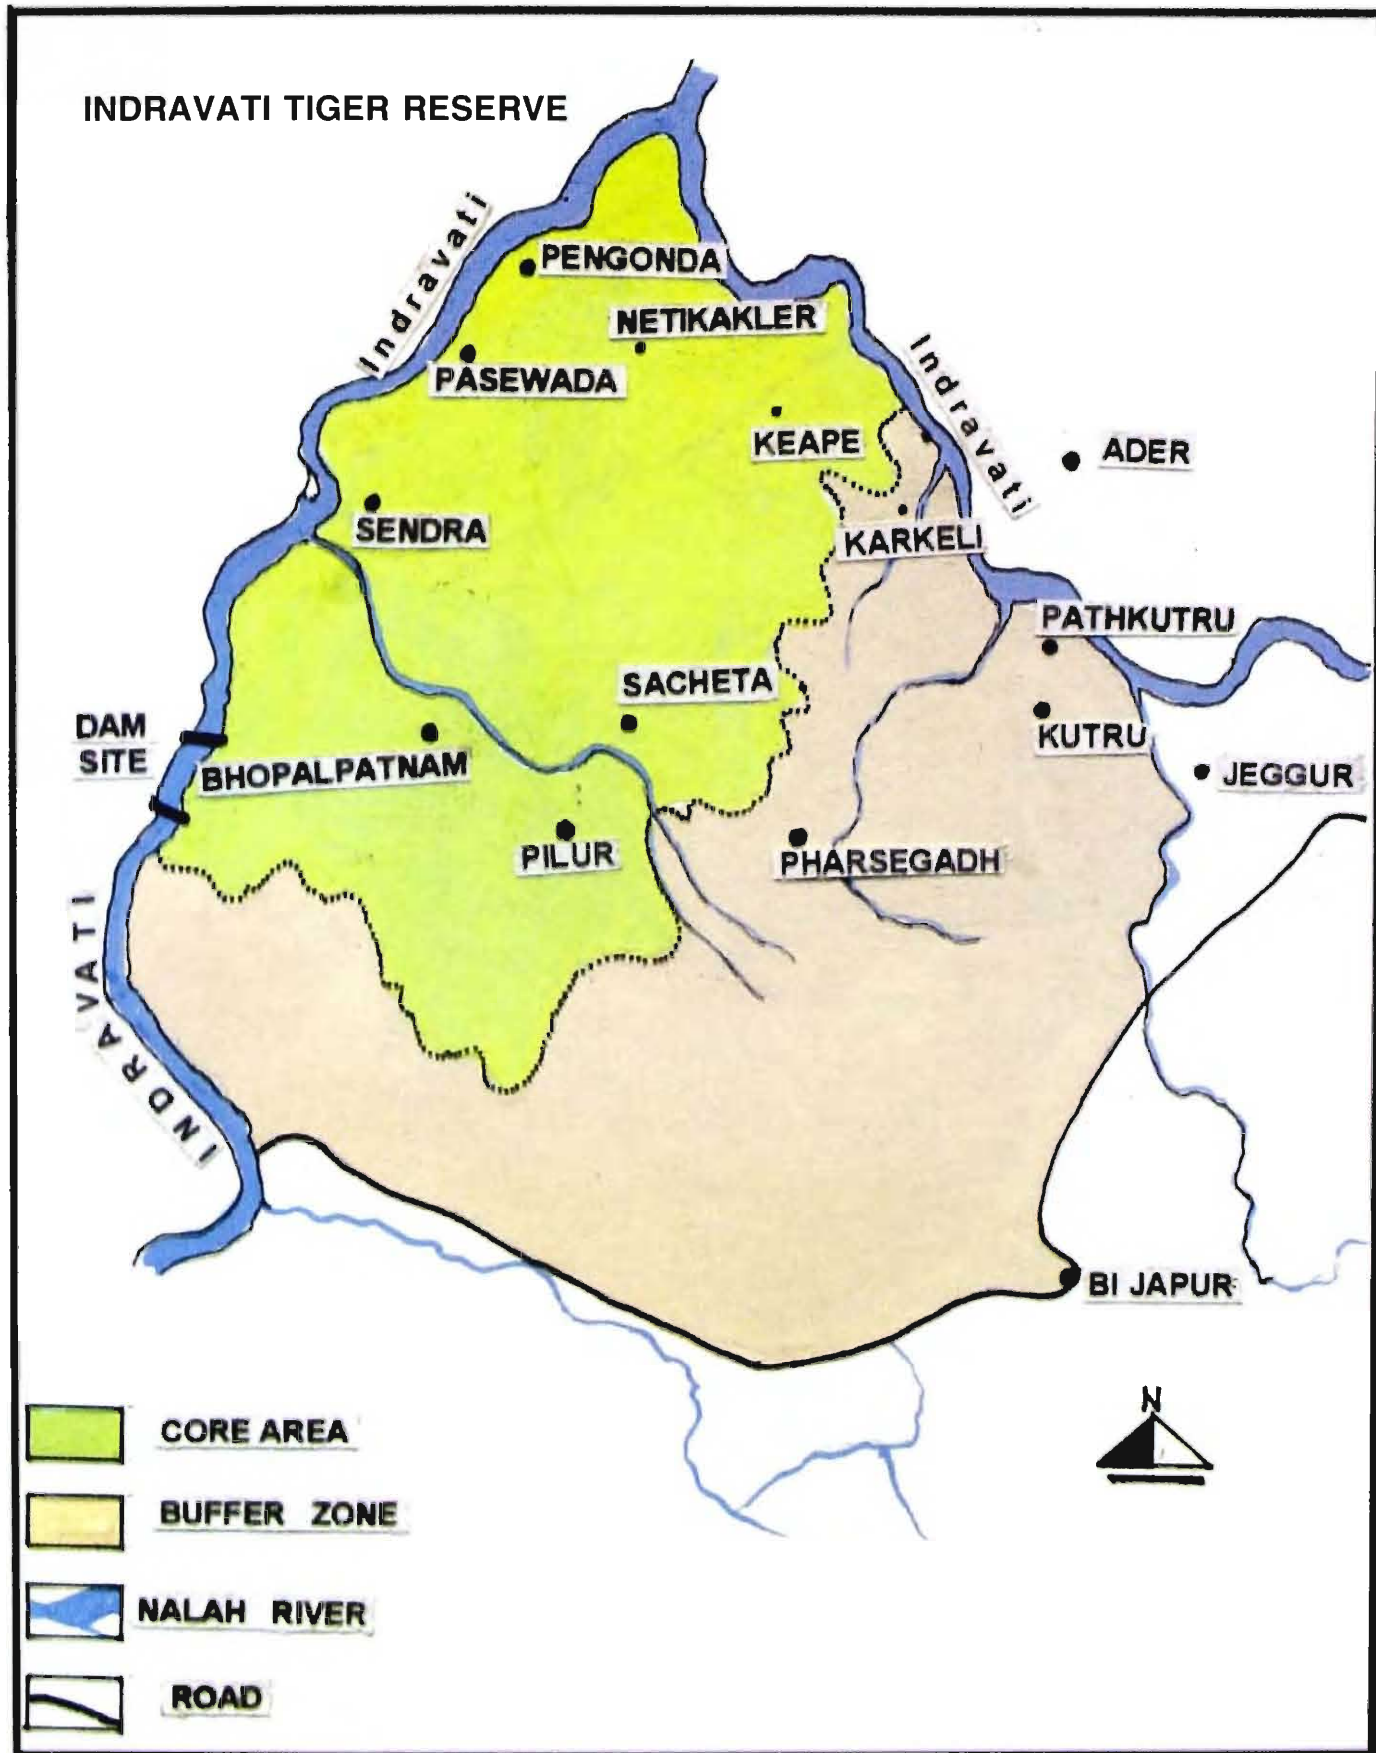 INDRAVATI TIGER RESERVE
Indravati
PENGONDA
NETIKAKLER
PASEWADA
Indravati
KEAPE
ADER
SENDRA
KARKELI
PATHKUTRU
SACHETA
DAM
SITE
KUTRU
BHOPALPATNAM
JEGGUR
PILUR
PHARSEGADH
INDRAVATI
BI JAPUR
N
CORE AREA
BUFFER ZONE
NALAH RIVER
ROAD